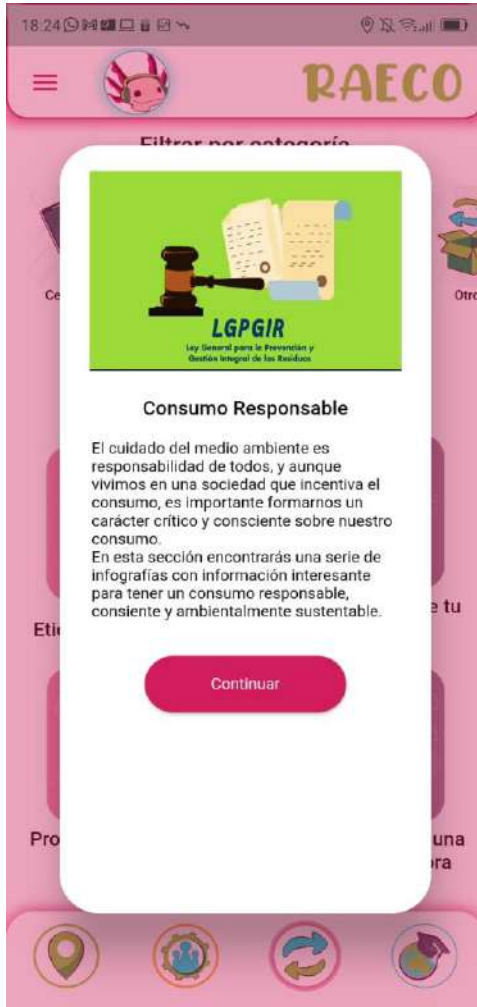 18:24
RAECO
Filtrar por categoría
Ce
Otro
LGPGIR
Ley General para la Prevención y
Gestión Integral de los Residuos
Consumo Responsable
El cuidado del medio ambiente es
responsabilidad de todos, y aunque
vivimos en una sociedad que incentiva el
consumo, es importante formarnos un
carácter crítico y consciente sobre nuestro
consumo.
En esta sección encontrarás una serie de
infografías con información interesante
para tener un consumo responsable,
consiente y ambientalmente sustentable.
e tu
Eti
Continuar
Pro
una
ora